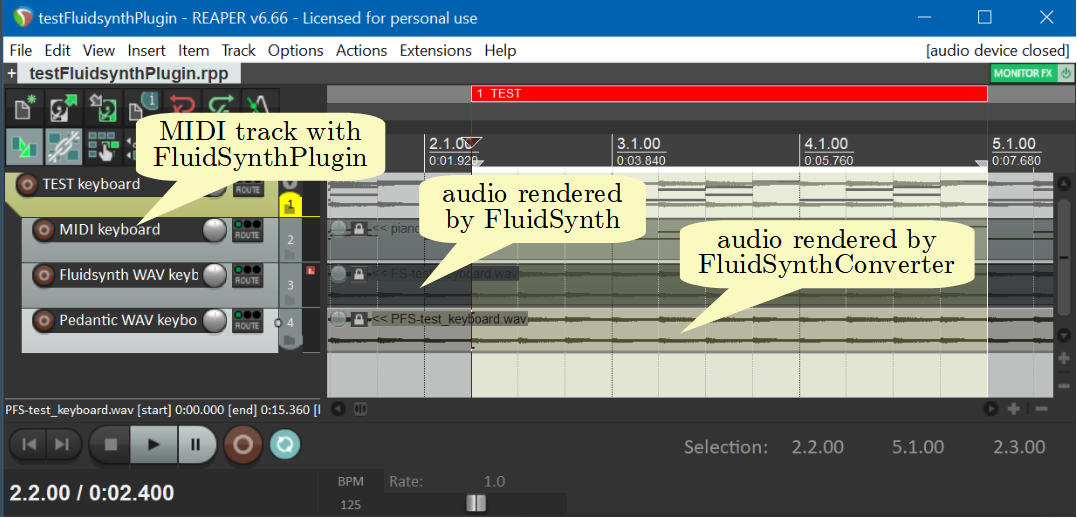 testFluidsynthPlugin - REAPER v6.66 - Licensed for personal use
File Edit View Insert Item Track Options Actions Extensions Help [audio device closed]
+ testFluidsynthPlugin.rpp
MONITOR FX
1 TEST
MIDI track with
FluidSynthPlugin
2.1.00 3.1.00 4.1.00 5.1.00
0:01.920 0:03.840 0:05.760 0:07.680
TEST keyboard
ROUTE
1
audio rendered
by FluidSynth
MIDI keyboard
ROUTE
2
<< piano
audio rendered by
FluidSynthConverter
Fluidsynth WAV keyb
ROUTE
3
<< FS-test_keyboard.wav
Pedantic WAV keybo
ROUTE
4
<< PFS-test_keyboard.wav
PFS-test_keyboard.wav [start] 0:00.000 [end] 0:15.360 [l
Selection: 2.2.00 5.1.00 2.3.00
2.2.00 / 0:02.400
BPM
125
Rate: 1.0